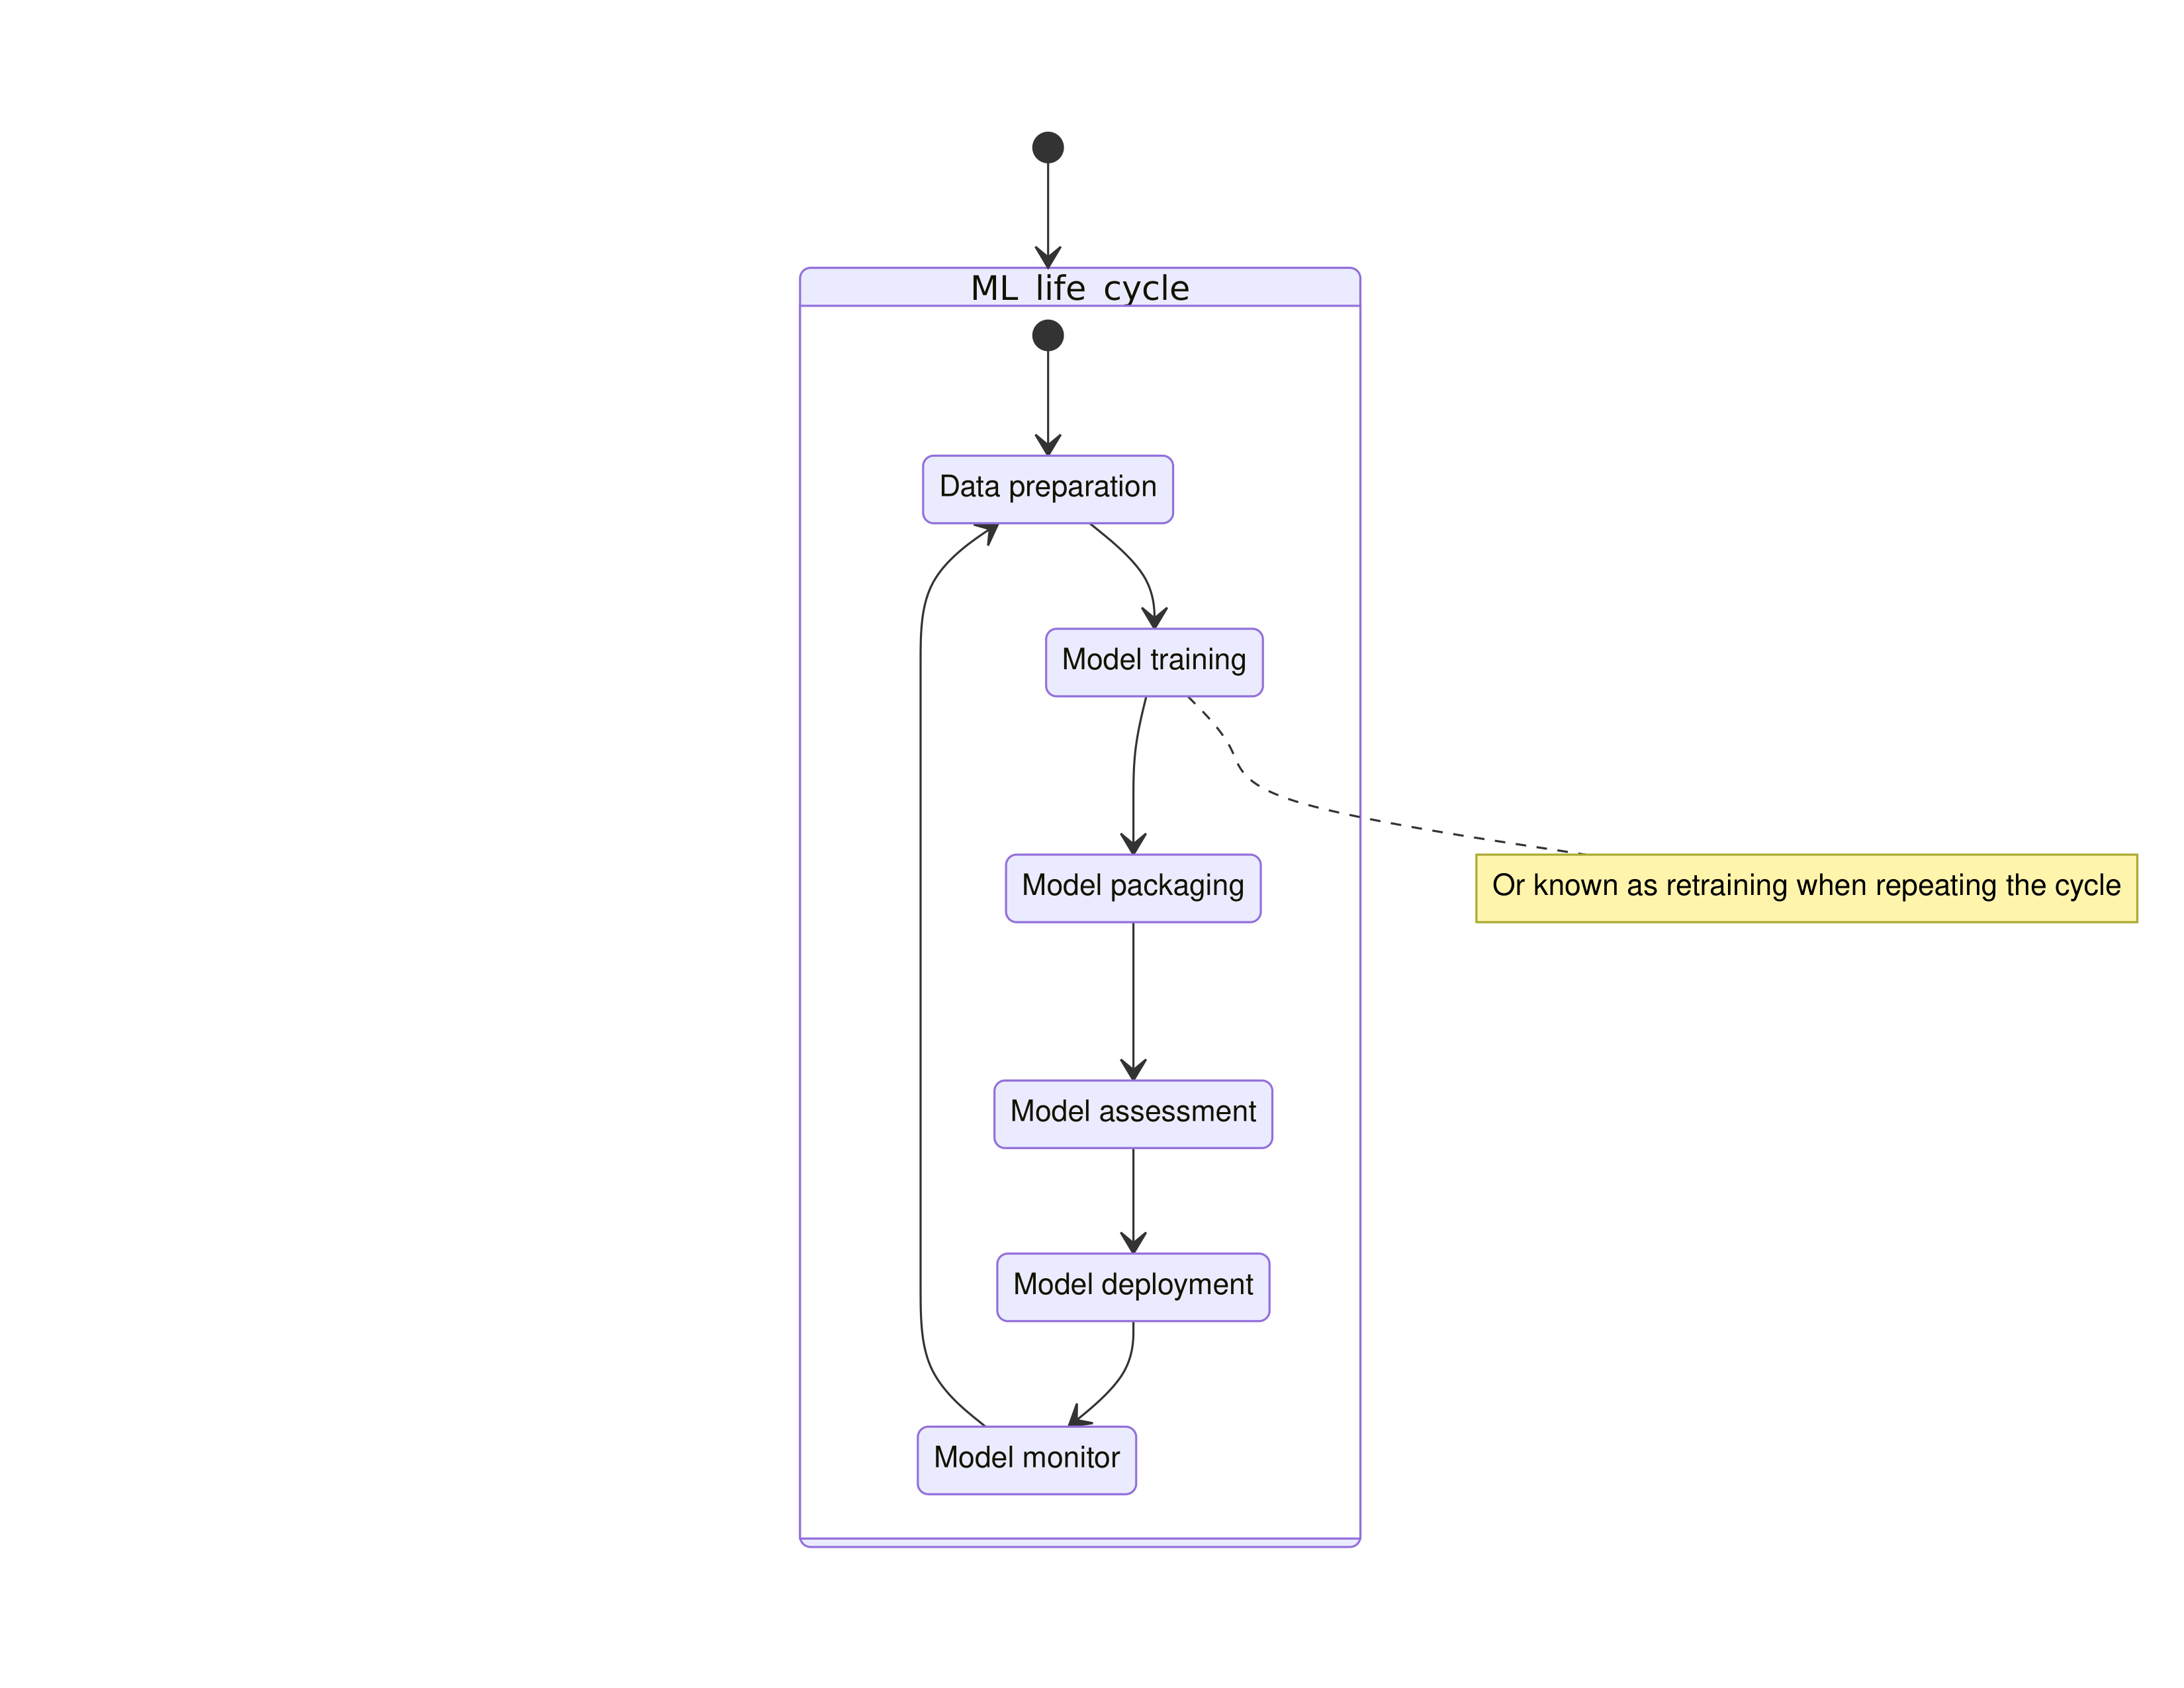 ML life cycle
Data preparation
Model training
Model packaging
Or known as retraining when repeating the cycle
Model assessment
Model deployment
Model monitor